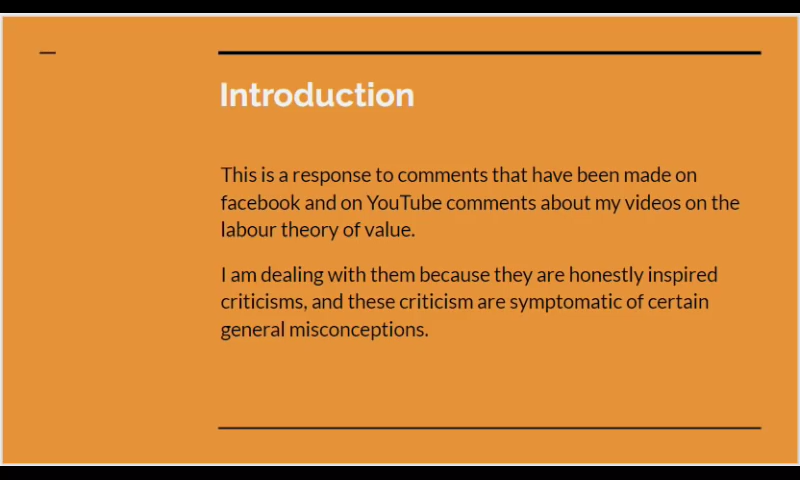 Introduction
This is a response to comments that have been made on
facebook and on YouTube comments about my videos on the
labour theory of value.
I am dealing with them because they are honestly inspired
criticisms, and these criticism are symptomatic of certain
general misconceptions.